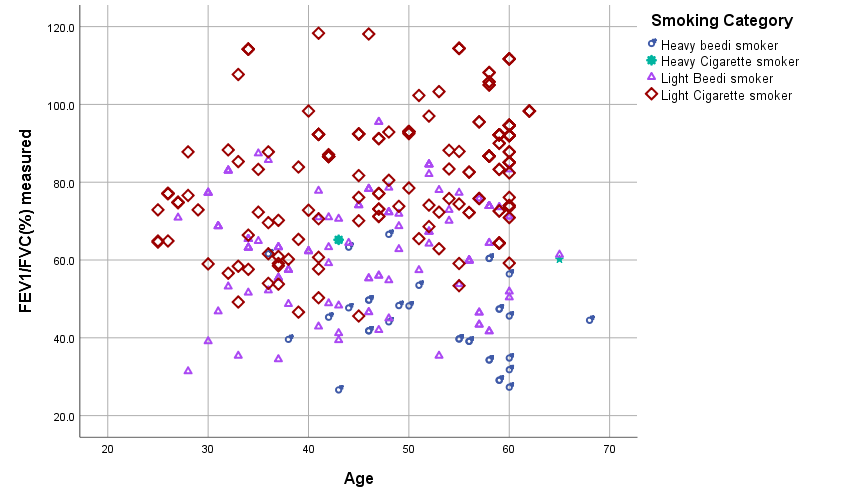 120.0
100.0
80.0
60.0
40.0
20.0
FEV1/FVC(%) measured
20 30 40 50 60 70
Age
Smoking Category
Heavy beedi smoker
Heavy Cigarette smoker
Light Beedi smoker
Light Cigarette smoker